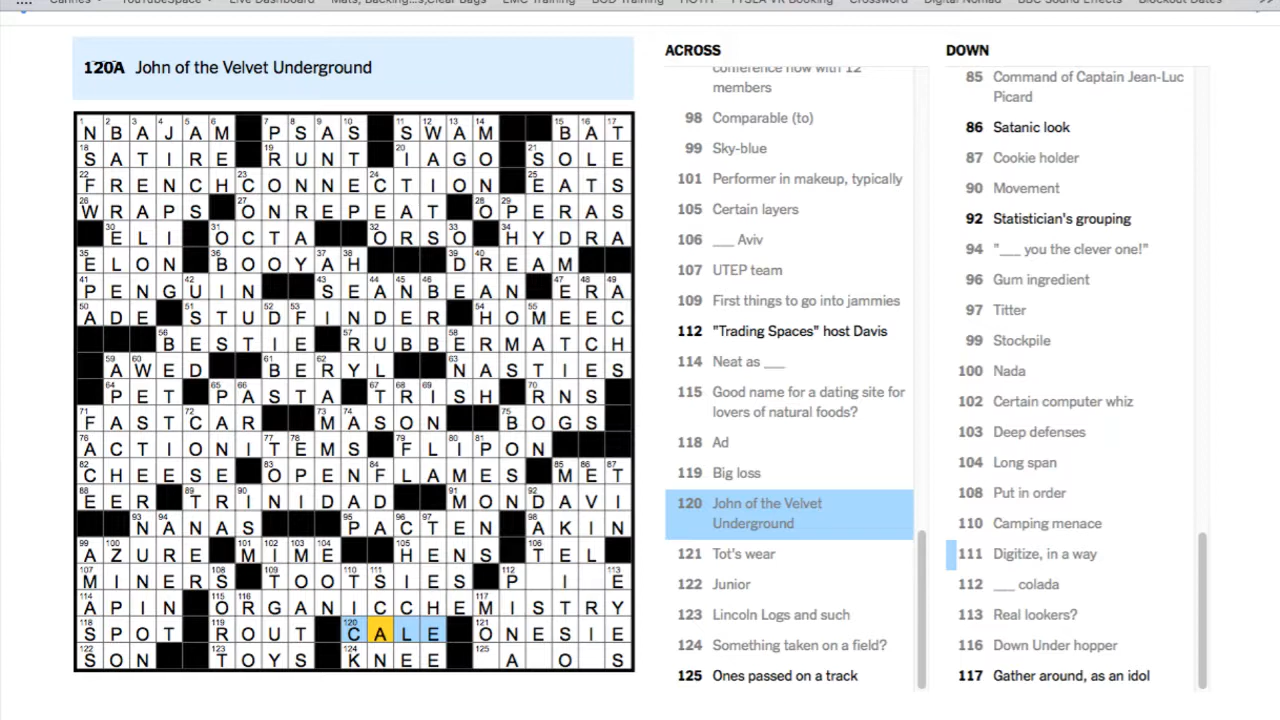 120A John of the Velvet Underground
NBAJAM PSAS SWAM BAT
SATIRE RUNT IAGO SOLE
FRENCHCONNECTION EATS
WRAPS ONREPEAT OPERAS
ELI OCTA ORSO HYDRA
ELON BOOYAH DREAM
PENGUIN SEANBEAN ERA
ADE STUDFINDER HOMEEC
BESTIE RUBBERMATCH
AWED BERYL NASTIES
PET PASTA TRISH RNS
FASTCAR MASON BOGS
ACTIONITEMS FLIPON
CHEESE OPENFLAMES MET
EER TRINIDAD MONDAVI
NANAS PACTEN AKIN
AZURE MIME HENS TEL
MINERS TOOTSIES P I E
APIN ORGANICCHEMISTRY
SPOT ROUT CALE ONESIE
SON TOYS KNEE A O S
ACROSS
conference now with 12
members
98 Comparable (to)
99 Sky-blue
101 Performer in makeup, typically
105 Certain layers
106 ___ Aviv
107 UTEP team
109 First things to go into jammies
112 "Trading Spaces" host Davis
114 Neat as ___
115 Good name for a dating site for
lovers of natural foods?
118 Ad
119 Big loss
120 John of the Velvet
Underground
121 Tot's wear
122 Junior
123 Lincoln Logs and such
124 Something taken on a field?
125 Ones passed on a track
DOWN
85 Command of Captain Jean-Luc
Picard
86 Satanic look
87 Cookie holder
90 Movement
92 Statistician's grouping
94 "___ you the clever one!"
96 Gum ingredient
97 Titter
99 Stockpile
100 Nada
102 Certain computer whiz
103 Deep defenses
104 Long span
108 Put in order
110 Camping menace
111 Digitize, in a way
112 ___ colada
113 Real lookers?
116 Down Under hopper
117 Gather around, as an idol